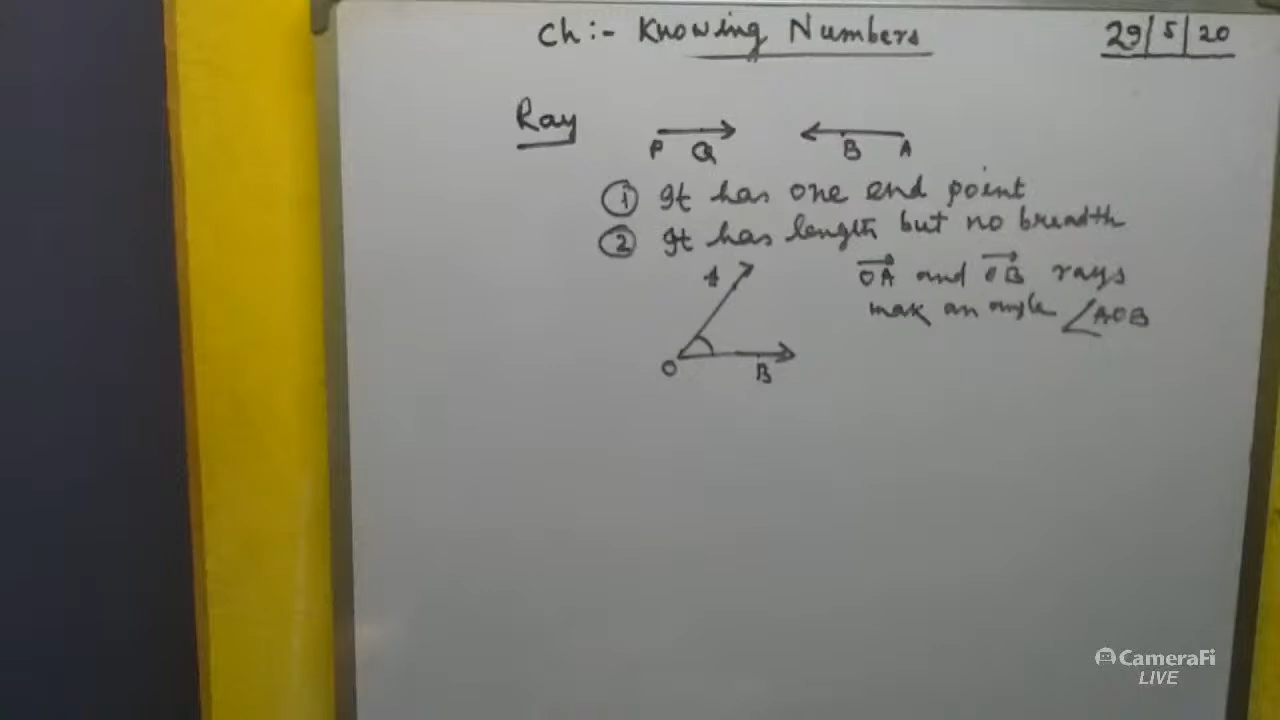 Ch:- Knowing Numbers 29/5/20
Ray
P Q B A
① It has one end point
② It has length but no breadth
A
OA and OB rays
mak an angle ∠AOB
O B
CameraFi
LIVE